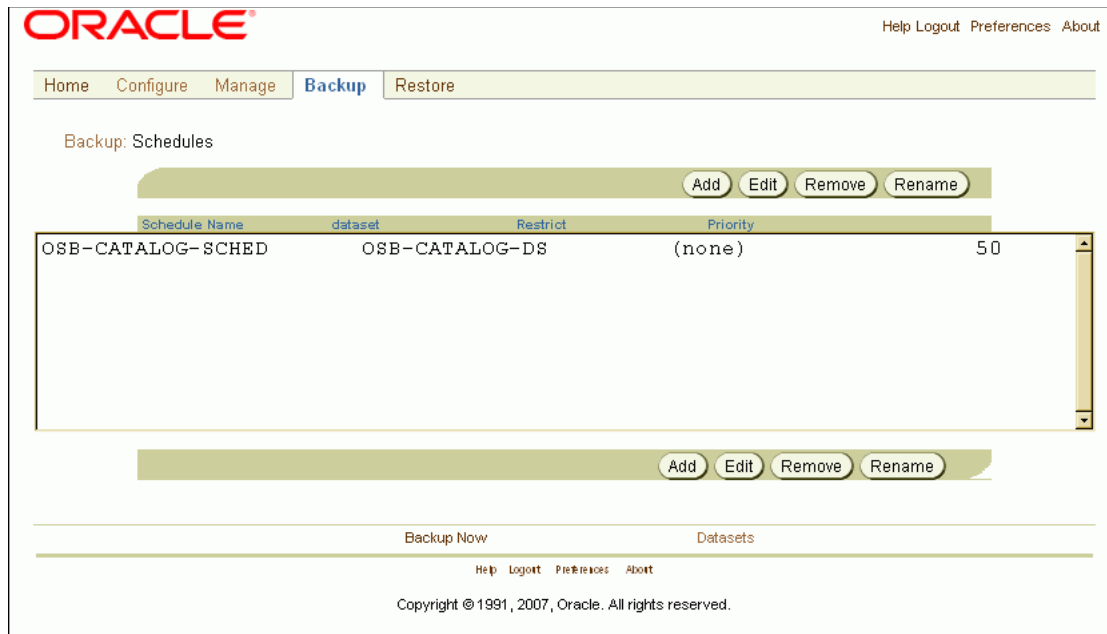 ORACLE®
Help Logout Preferences About
Home Configure Manage Backup Restore
Backup: Schedules
Add Edit Remove Rename
Schedule Name dataset Restrict Priority
OSB-CATALOG-SCHED OSB-CATALOG-DS (none) 50
Add Edit Remove Rename
Backup Now Datasets
Help Logout Preferences About
Copyright © 1991, 2007, Oracle. All rights reserved.